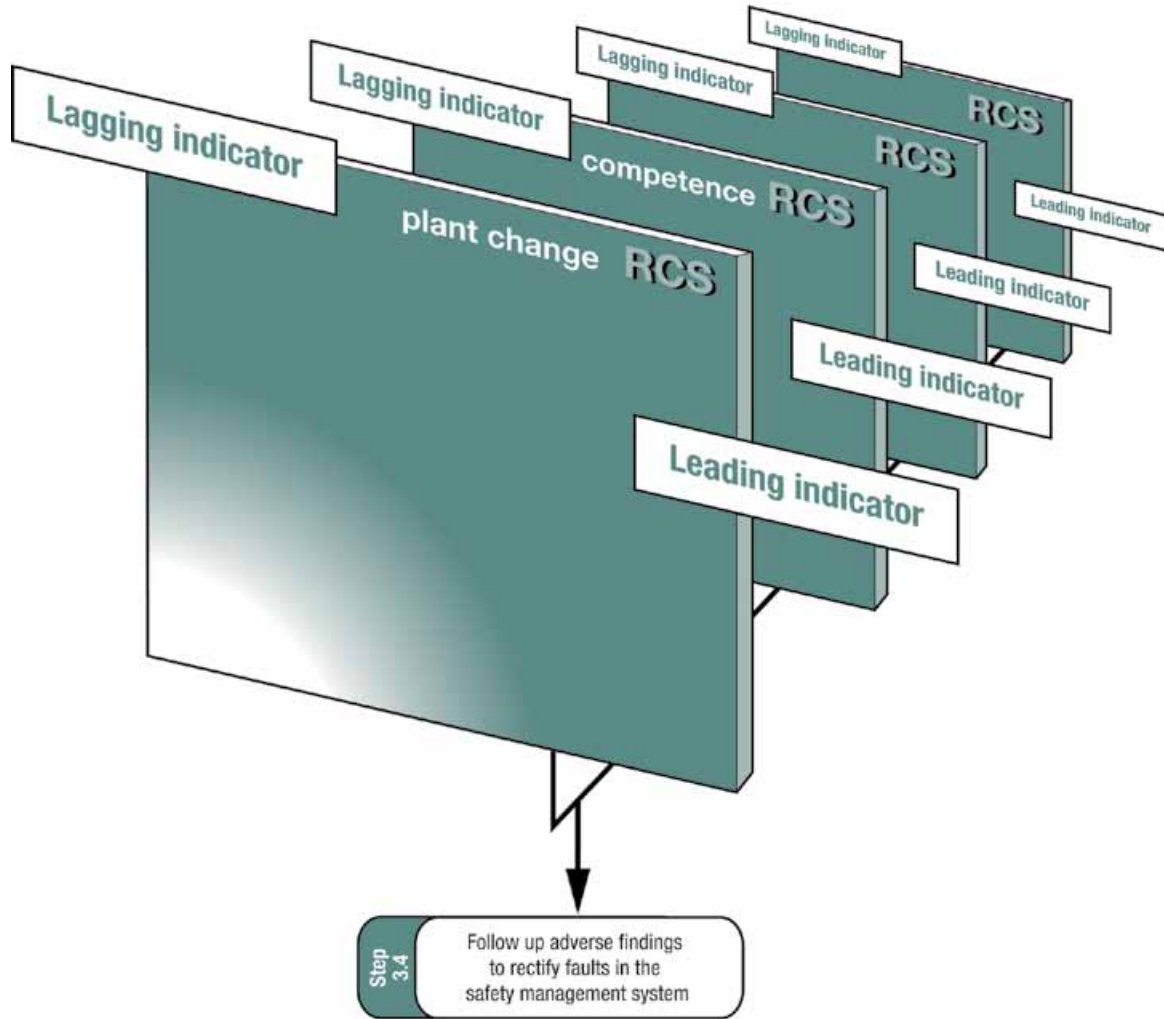 Lagging Indicator
RCS
Leading Indicator
Lagging indicator
RCS
Leading indicator
Lagging indicator
competence RCS
Leading indicator
Lagging indicator
plant change RCS
Leading indicator
Step
3.4
Follow up adverse findings
to rectify faults in the
safety management system